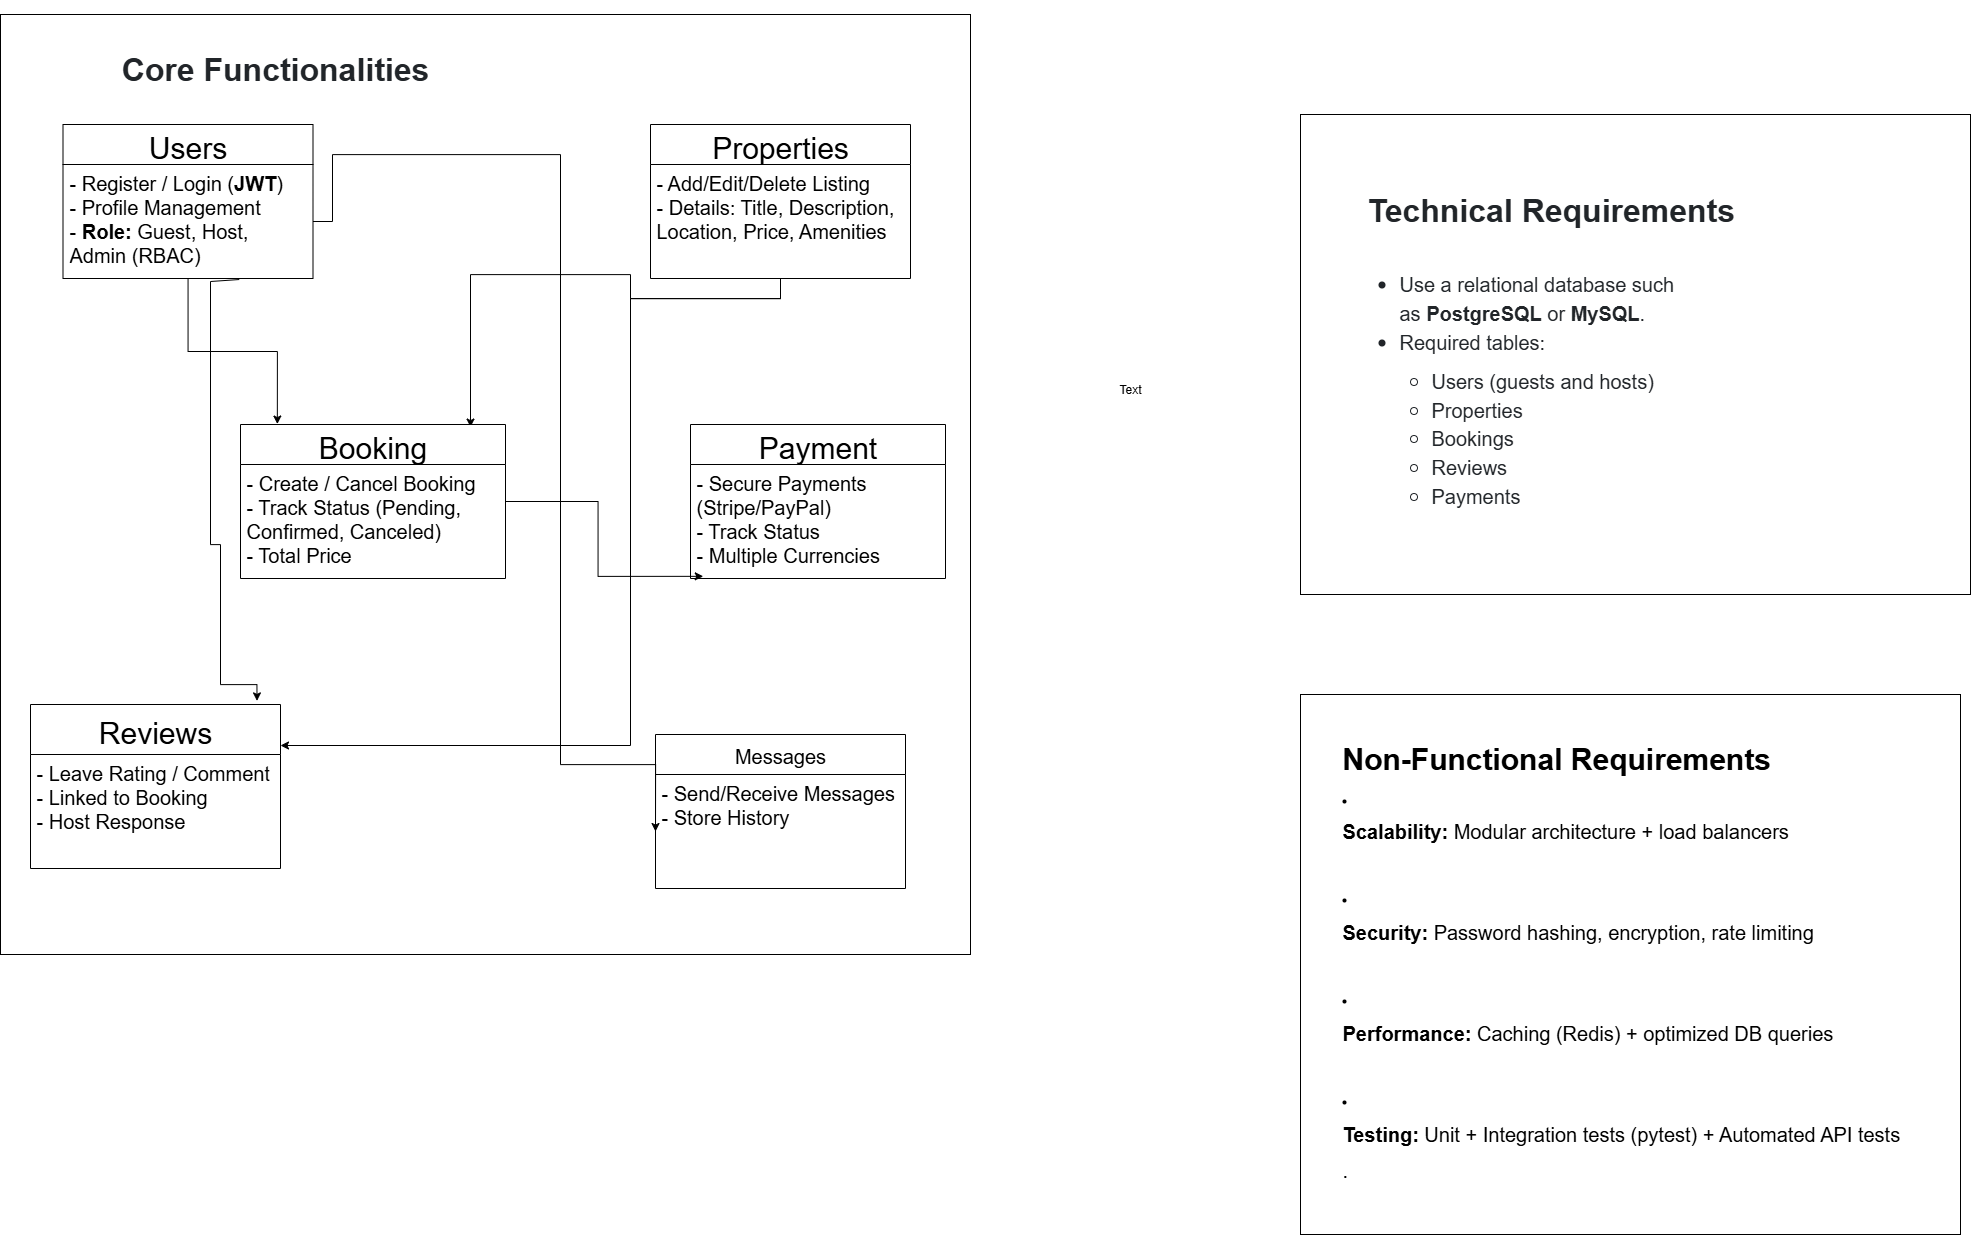 Core Functionalities
Users
- Register / Login (JWT)
- Profile Management
- Role: Guest, Host,
Admin (RBAC)
Properties
- Add/Edit/Delete Listing
- Details: Title, Description,
Location, Price, Amenities
Booking
- Create / Cancel Booking
- Track Status (Pending,
Confirmed, Canceled)
- Total Price
Payment
- Secure Payments
(Stripe/PayPal)
- Track Status
- Multiple Currencies
Reviews
- Leave Rating / Comment
- Linked to Booking
- Host Response
Messages
- Send/Receive Messages
- Store History
Text
Technical Requirements
• Use a relational database such
as PostgreSQL or MySQL.
• Required tables:
○ Users (guests and hosts)
○ Properties
○ Bookings
○ Reviews
○ Payments
Non-Functional Requirements
•
Scalability: Modular architecture + load balancers
•
Security: Password hashing, encryption, rate limiting
•
Performance: Caching (Redis) + optimized DB queries
•
Testing: Unit + Integration tests (pytest) + Automated API tests
.